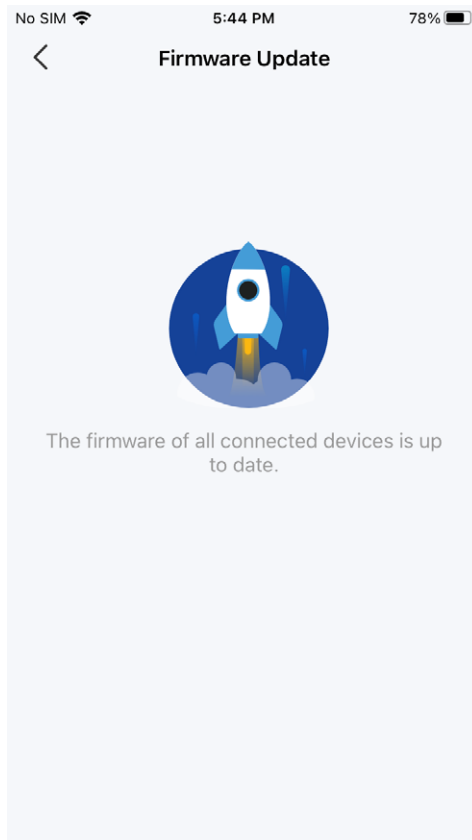 No SIM 5:44 PM 78%
Firmware Update
The firmware of all connected devices is up
to date.